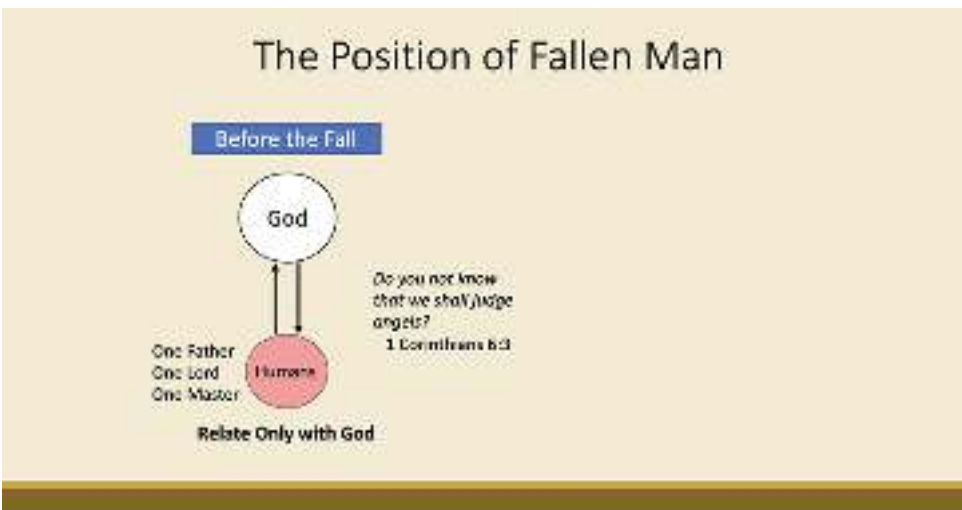 The Position of Fallen Man
Before the Fall
God
Do you not know
that we shall judge
angels?
1 Corinthians 6:3
One Father
One Lord
One Master
Humans
Relate Only with God